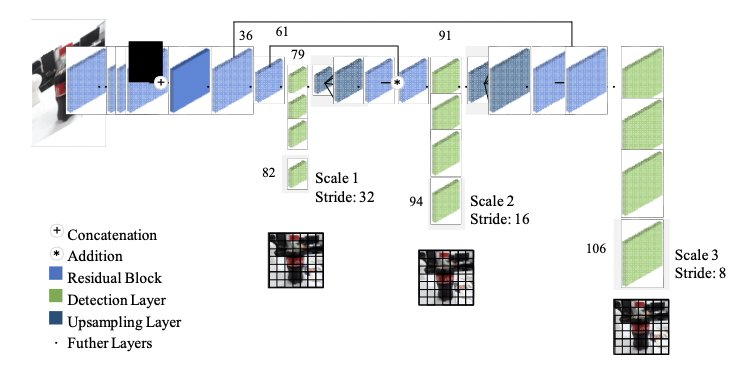 36 61 91
79
82
Scale 1
Stride: 32
94
Scale 2
Stride: 16
106
Scale 3
Stride: 8
+ Concatenation
* Addition
Residual Block
Detection Layer
Upsampling Layer
· Futher Layers